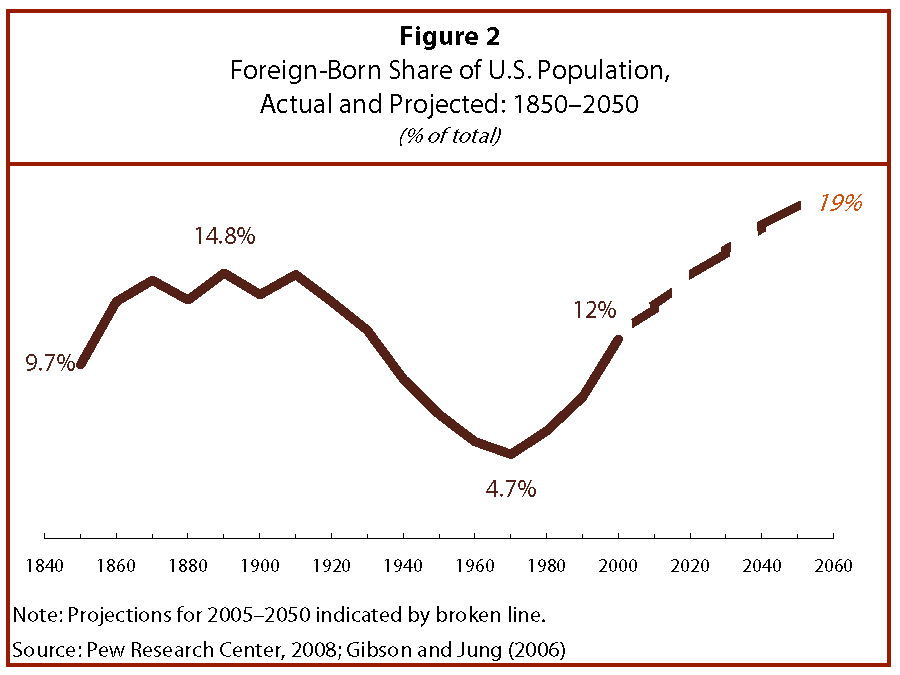 Figure 2
Foreign-Born Share of U.S. Population,
Actual and Projected: 1850–2050
(% of total)
19%
14.8%
12%
9.7%
4.7%
1840 1860 1880 1900 1920 1940 1960 1980 2000 2020 2040 2060
Note: Projections for 2005–2050 indicated by broken line.
Source: Pew Research Center, 2008; Gibson and Jung (2006)